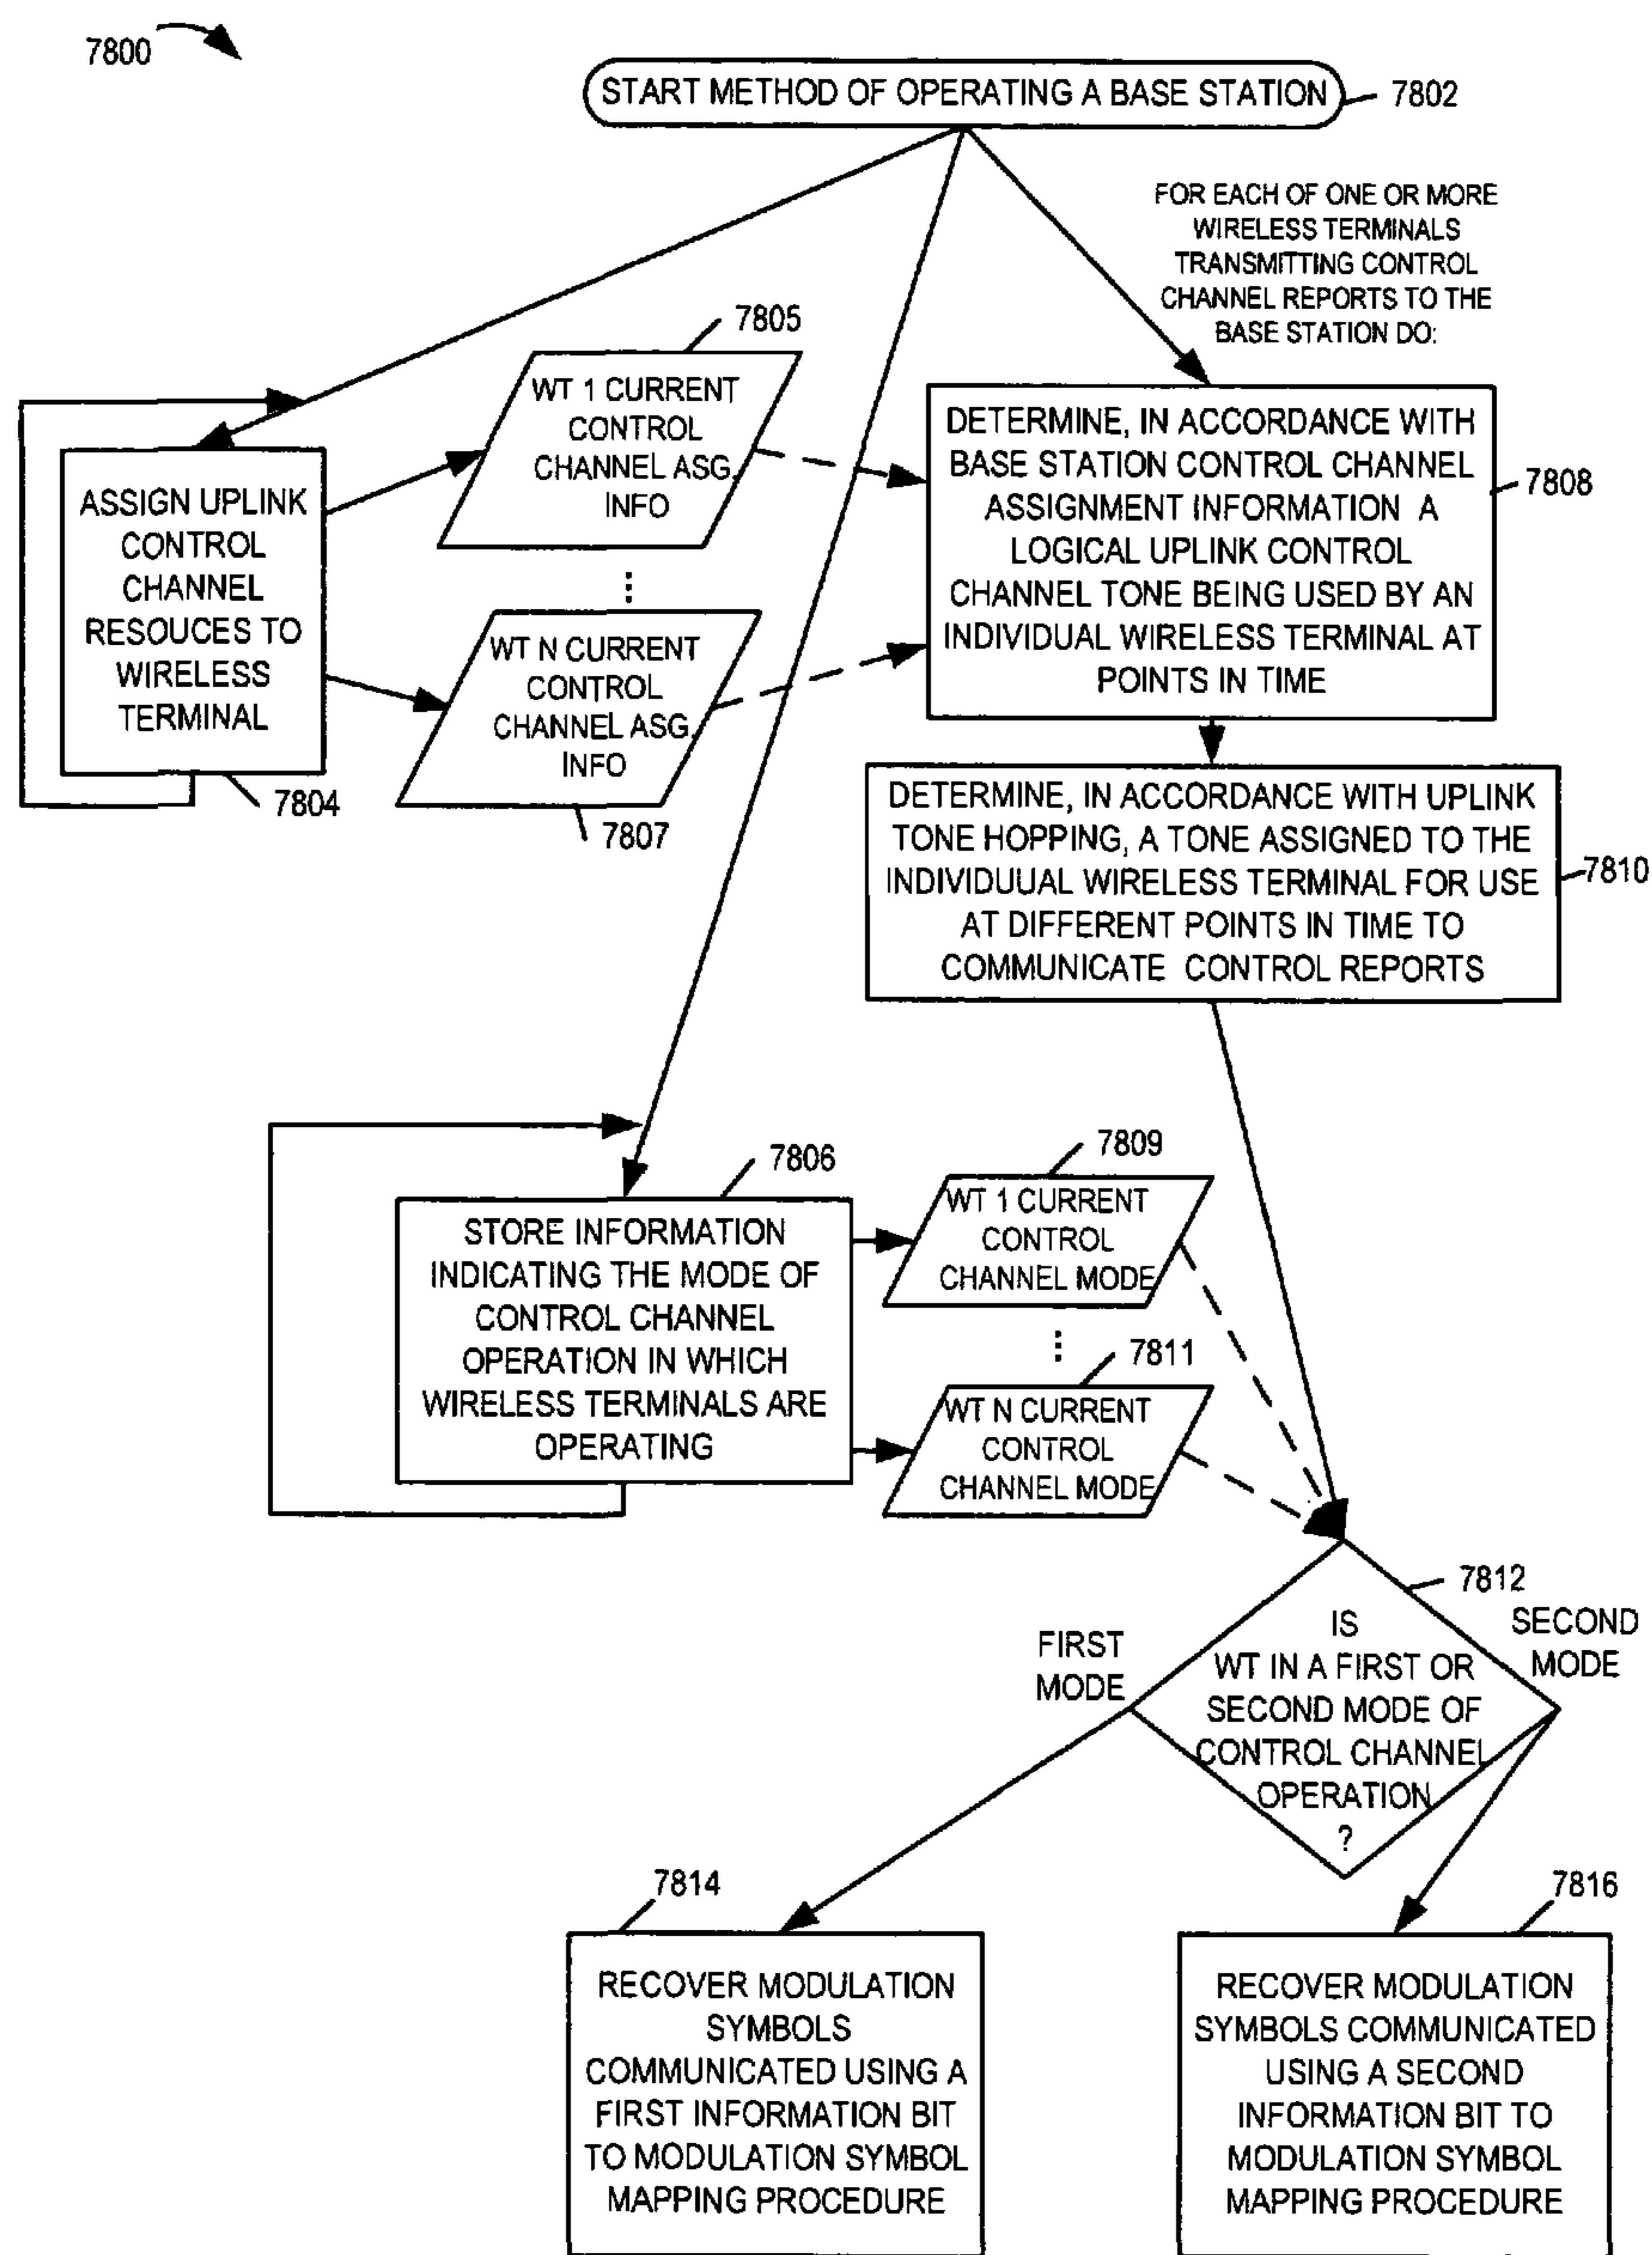 7800
START METHOD OF OPERATING A BASE STATION
7802
FOR EACH OF ONE OR MORE
WIRELESS TERMINALS
TRANSMITTING CONTROL
CHANNEL REPORTS TO THE
BASE STATION DO:
7805
WT 1 CURRENT
CONTROL
CHANNEL ASG.
INFO
ASSIGN UPLINK
CONTROL
CHANNEL
RESOUCES TO
WIRELESS
TERMINAL
7804
WT N CURRENT
CONTROL
CHANNEL ASG.
INFO
7807
DETERMINE, IN ACCORDANCE WITH
BASE STATION CONTROL CHANNEL
ASSIGNMENT INFORMATION A
LOGICAL UPLINK CONTROL
CHANNEL TONE BEING USED BY AN
INDIVIDUAL WIRELESS TERMINAL AT
POINTS IN TIME
7808
DETERMINE, IN ACCORDANCE WITH UPLINK
TONE HOPPING, A TONE ASSIGNED TO THE
INDIVIDUUAL WIRELESS TERMINAL FOR USE
AT DIFFERENT POINTS IN TIME TO
COMMUNICATE CONTROL REPORTS
7810
7806
STORE INFORMATION
INDICATING THE MODE OF
CONTROL CHANNEL
OPERATION IN WHICH
WIRELESS TERMINALS ARE
OPERATING
7809
WT 1 CURRENT
CONTROL
CHANNEL MODE
7811
WT N CURRENT
CONTROL
CHANNEL MODE
7812
IS
WT IN A FIRST OR
SECOND MODE OF
CONTROL CHANNEL
OPERATION
?
FIRST
MODE
SECOND
MODE
7814
RECOVER MODULATION
SYMBOLS
COMMUNICATED USING A
FIRST INFORMATION BIT
TO MODULATION SYMBOL
MAPPING PROCEDURE
7816
RECOVER MODULATION
SYMBOLS COMMUNICATED
USING A SECOND
INFORMATION BIT TO
MODULATION SYMBOL
MAPPING PROCEDURE